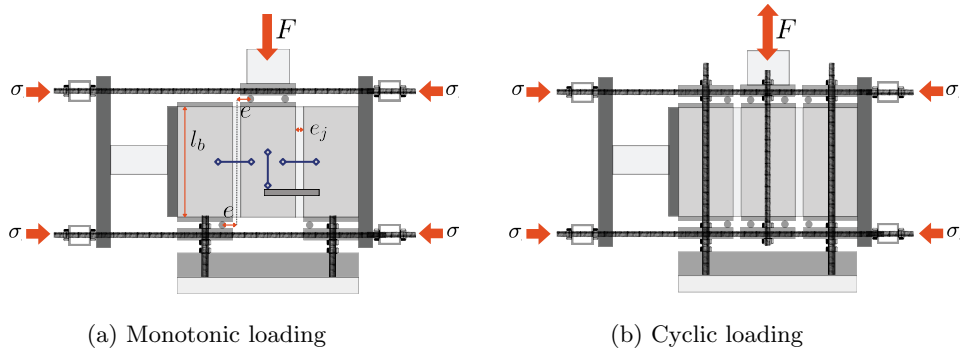 F
F
σ
σ
σ
σ
e
e_j
l_b
e
σ
σ
σ
σ
(a) Monotonic loading
(b) Cyclic loading